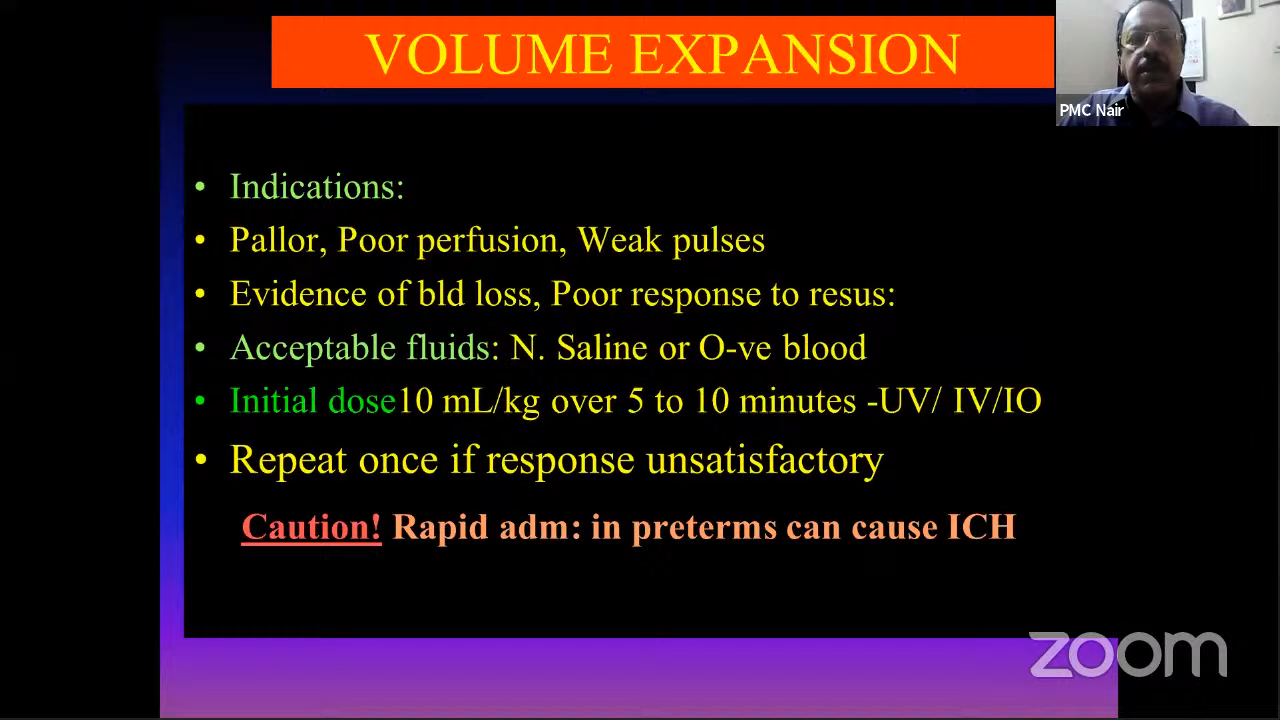 VOLUME EXPANSION
PMC Nair
• Indications:
• Pallor, Poor perfusion, Weak pulses
• Evidence of bld loss, Poor response to resus:
• Acceptable fluids: N. Saline or O-ve blood
• Initial dose10 mL/kg over 5 to 10 minutes -UV/ IV/IO
• Repeat once if response unsatisfactory
Caution! Rapid adm: in preterms can cause ICH
zoom